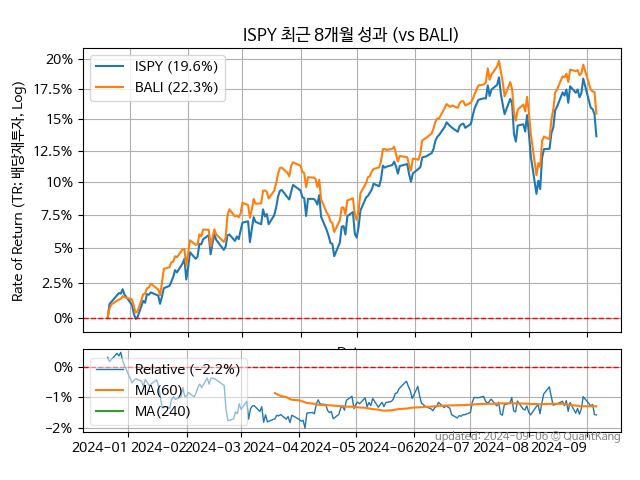 ISPY 최근 8개월 성과 (vs BALI)
Rate of Return (TR: 배당재투자, Log)
20%
17.5%
15%
12.5%
10%
7.5%
5%
2.5%
0%
ISPY (19.6%)
BALI (22.3%)
0%
−1%
−2%
Relative (−2.2%)
MA(60)
MA(240)
2024−01 2024−02 2024−03 2024−04 2024−05 2024−06 2024−07 2024−08 2024−09
updated: 2024−09−06 © QuantKang